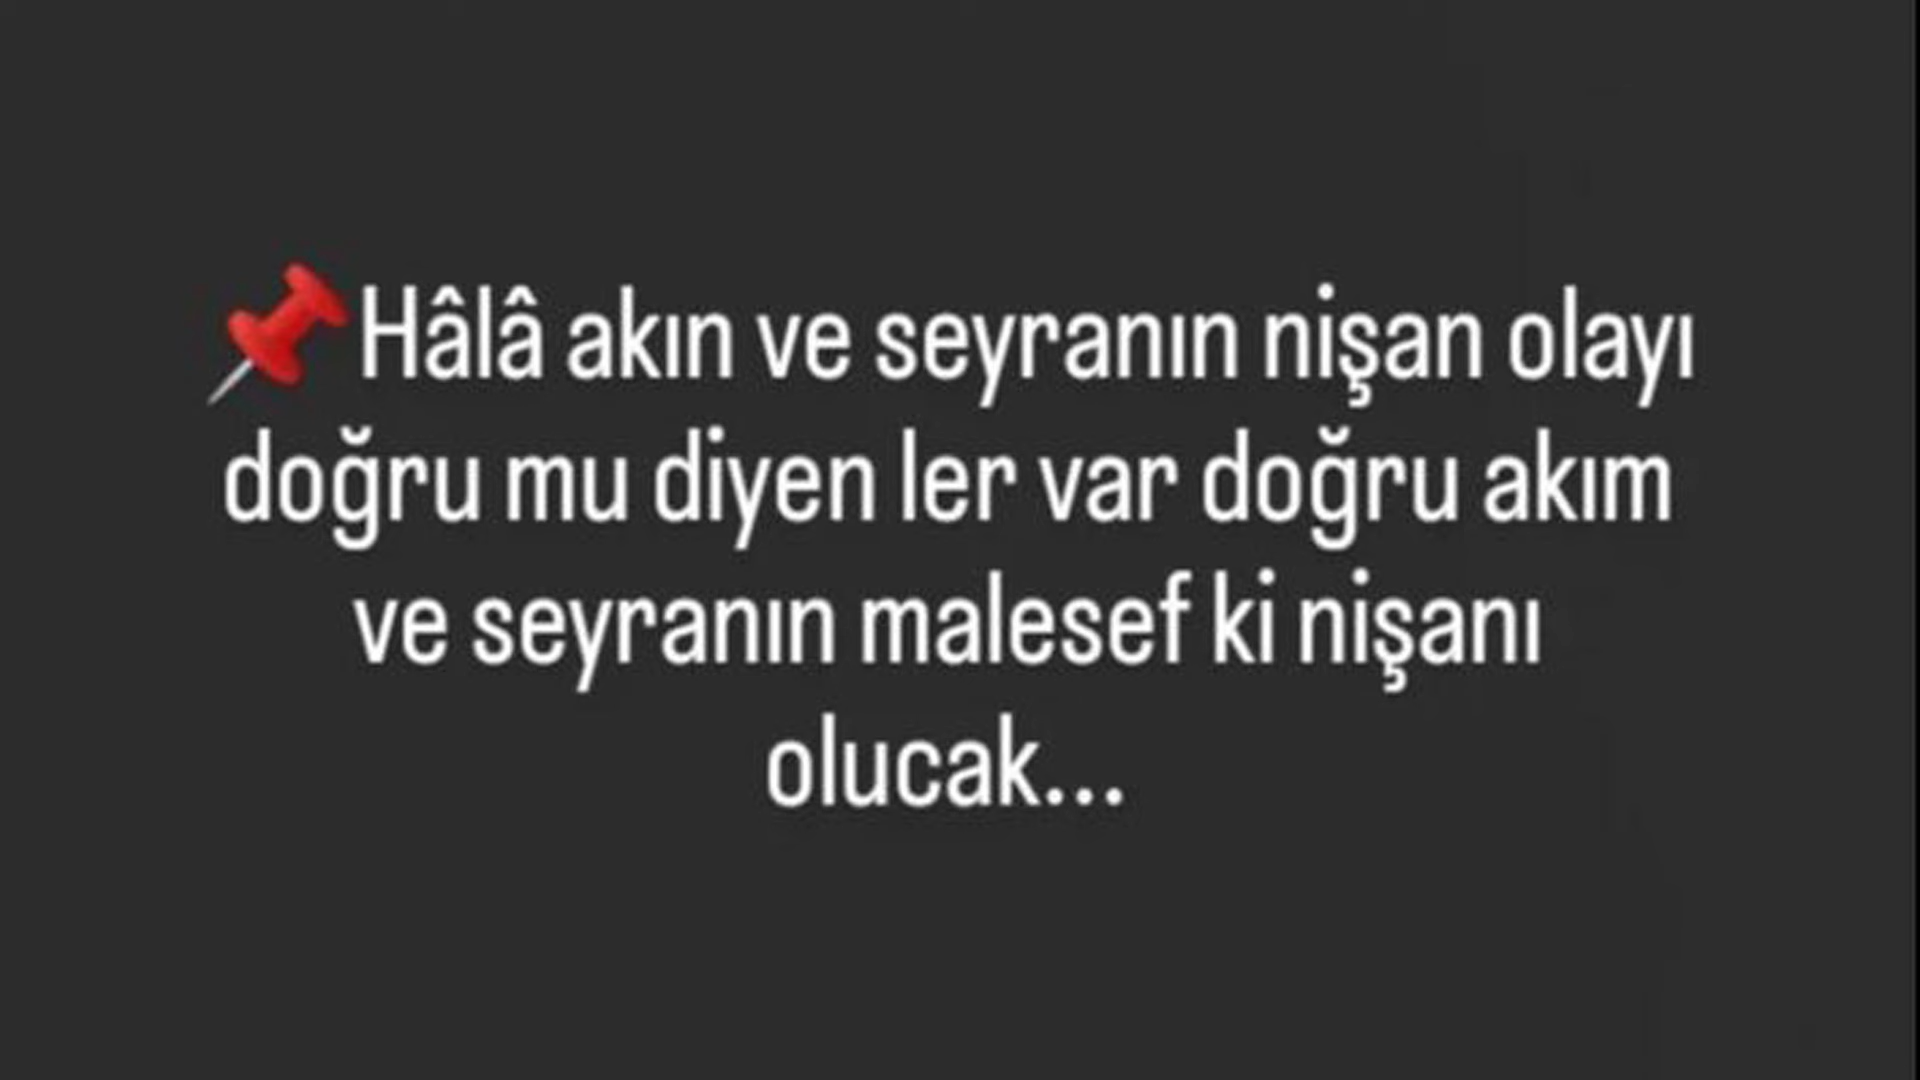 📌Hâlâ akın ve seyranın nişan olayı
doğru mu diyen ler var doğru akım
ve seyranın malesef ki nişanı
olucak...